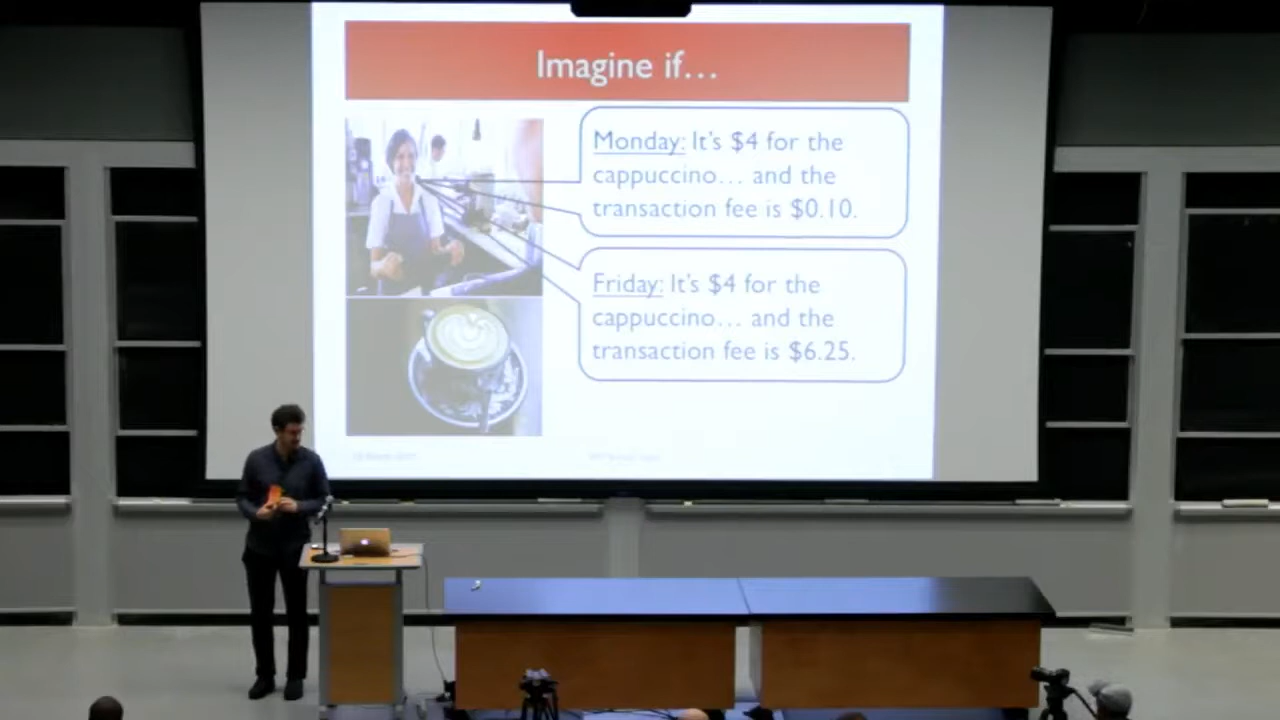 Imagine if...
Monday: It's $4 for the
cappuccino... and the
transaction fee is $0.10.
Friday: It's $4 for the
cappuccino... and the
transaction fee is $6.25.